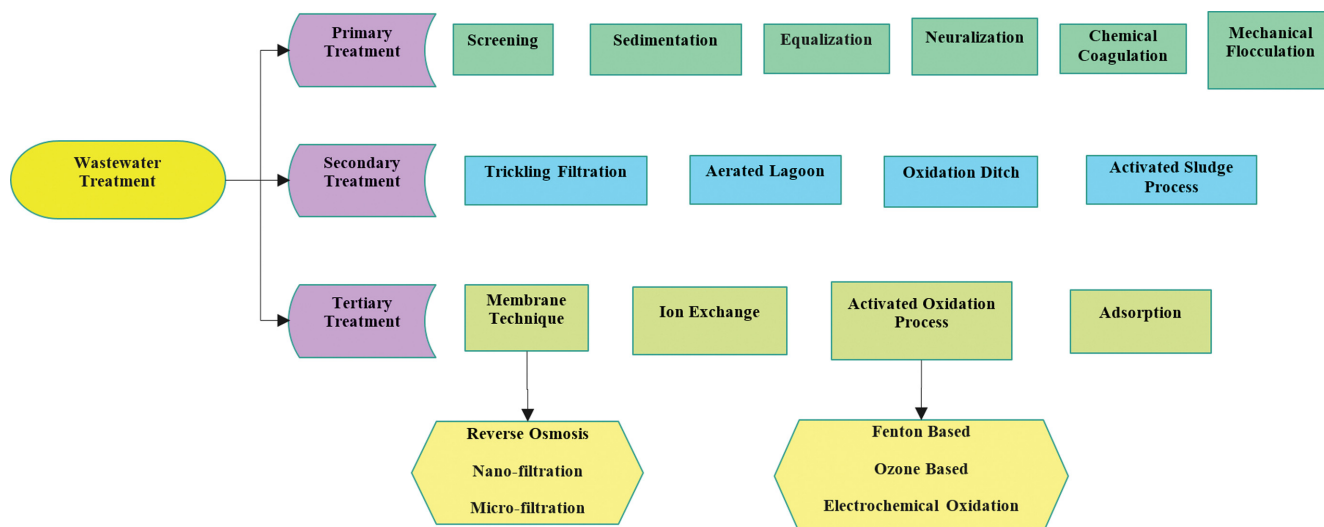 Primary
Treatment
Screening
Sedimentation
Equalization
Neuralization
Chemical
Coagulation
Mechanical
Flocculation
Wastewater
Treatment
Secondary
Treatment
Trickling Filtration
Aerated Lagoon
Oxidation Ditch
Activated Sludge
Process
Tertiary
Treatment
Membrane
Technique
Ion Exchange
Activated Oxidation
Process
Adsorption
Reverse Osmosis
Nano-filtration
Micro-filtration
Fenton Based
Ozone Based
Electrochemical Oxidation